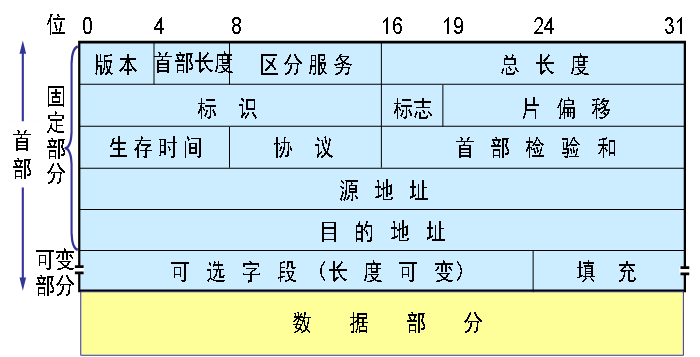 位 0 4 8 16 19 24 31
版本 首部长度 区分服务 总长度
标识 标志 片偏移
生存时间 协议 首部检验和
源地址
目的地址
可选字段（长度可变） 填充
数据部分
首部
固定部分
可变
部分